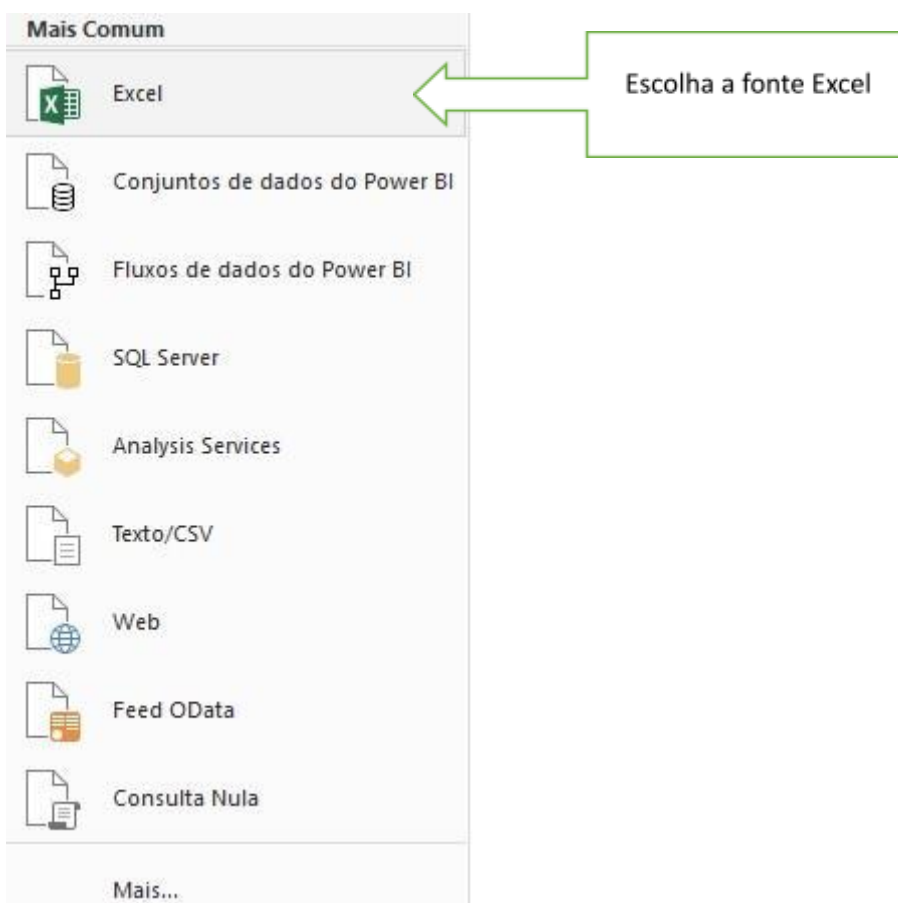 Mais Comum
Excel
Escolha a fonte Excel
Conjuntos de dados do Power BI
Fluxos de dados do Power BI
SQL Server
Analysis Services
Texto/CSV
Web
Feed OData
Consulta Nula
Mais...